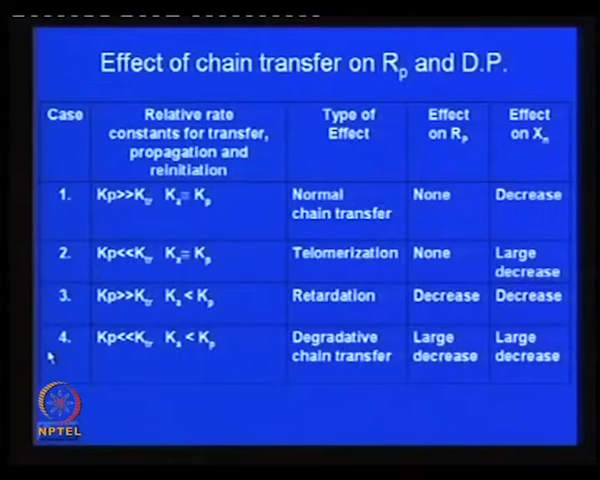 Effect of chain transfer on Rp and D.P.
Case Relative rate constants for transfer, propagation and reinitiation Type of Effect Effect on Rp Effect on Xn
1. Kp>>Ktr Ka= Kp Normal chain transfer None Decrease
2. Kp<<Ktr Ka= Kp Telomerization None Large decrease
3. Kp>>Ktr Ka < Kp Retardation Decrease Decrease
4. Kp<<Ktr Ka < Kp Degradative chain transfer Large decrease Large decrease
NPTEL